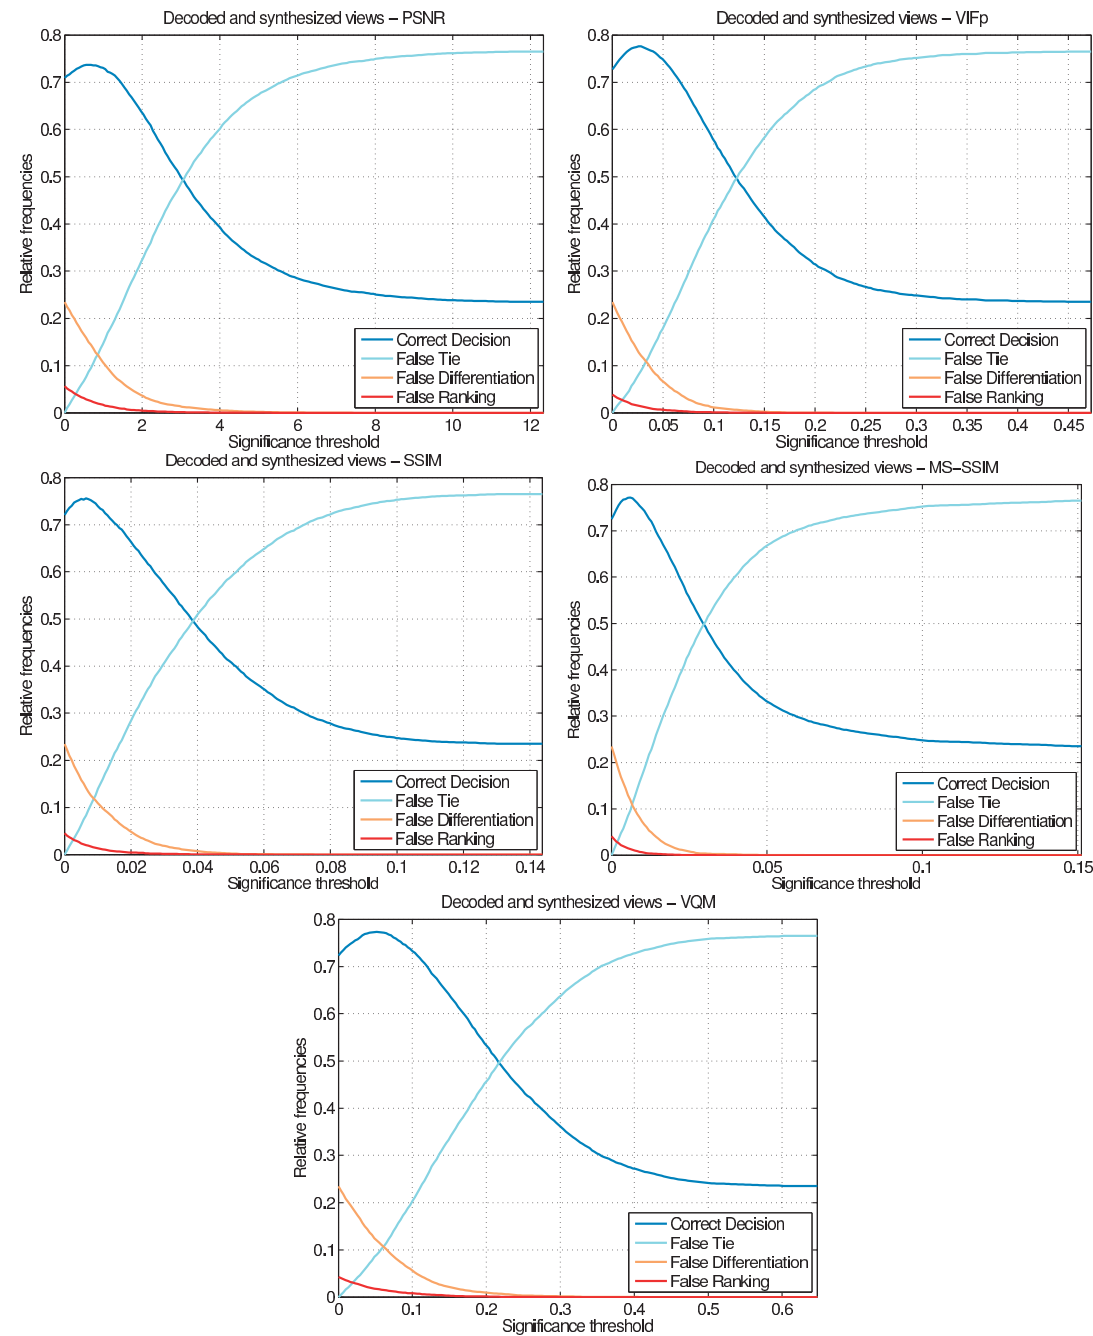 Decoded and synthesized views – PSNR
0.8
0.7
0.6
0.5
0.4
0.3
0.2
0.1
0
Relative frequencies
0 2 4 6 8 10 12
Significance threshold
Correct Decision
False Tie
False Differentiation
False Ranking
Decoded and synthesized views – VIFp
0.8
0.7
0.6
0.5
0.4
0.3
0.2
0.1
0
Relative frequencies
0 0.05 0.1 0.15 0.2 0.25 0.3 0.35 0.4 0.45
Significance threshold
Correct Decision
False Tie
False Differentiation
False Ranking
Decoded and synthesized views – SSIM
0.8
0.7
0.6
0.5
0.4
0.3
0.2
0.1
0
Relative frequencies
0 0.02 0.04 0.06 0.08 0.1 0.12 0.14
Significance threshold
Correct Decision
False Tie
False Differentiation
False Ranking
Decoded and synthesized views – MS–SSIM
0.8
0.7
0.6
0.5
0.4
0.3
0.2
0.1
0
Relative frequencies
0 0.05 0.1 0.15
Significance threshold
Correct Decision
False Tie
False Differentiation
False Ranking
Decoded and synthesized views – VQM
0.8
0.7
0.6
0.5
0.4
0.3
0.2
0.1
0
Relative frequencies
0 0.1 0.2 0.3 0.4 0.5 0.6
Significance threshold
Correct Decision
False Tie
False Differentiation
False Ranking